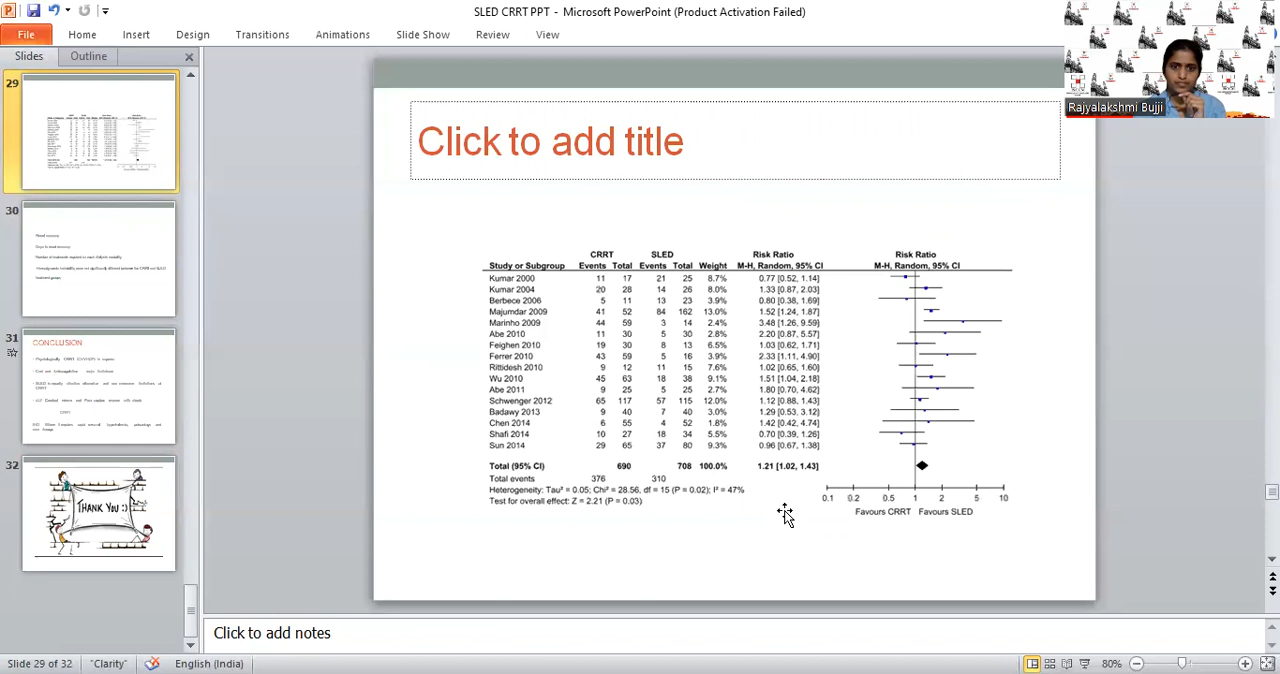 SLED CRRT PPT - Microsoft PowerPoint (Product Activation Failed)
File Home Insert Design Transitions Animations Slide Show Review View
Rajyalakshmi Bujji
Slides Outline
29
30
31
CONCLUSION
32
THANK YOU :)
Click to add title
CRRT SLED Risk Ratio Risk Ratio
Study or Subgroup Events Total Events Total Weight M-H, Random, 95% CI M-H, Random, 95% CI
Kumar 2000 11 17 21 25 8.7% 0.77 [0.52, 1.14]
Kumar 2004 20 28 14 26 8.0% 1.33 [0.87, 2.03]
Berbece 2006 5 11 13 23 3.9% 0.80 [0.38, 1.69]
Majumdar 2009 41 52 84 162 15.2% 1.52 [1.24, 1.87]
Marinho 2009 44 59 3 14 2.4% 3.48 [1.26, 9.59]
Abe 2010 11 30 5 30 2.8% 2.20 [0.87, 5.57]
Feighen 2010 19 30 8 13 5.9% 1.03 [0.62, 1.71]
Ferrer 2010 43 59 5 16 3.9% 2.33 [1.11, 4.90]
Rittidesh 2010 9 12 11 15 7.6% 1.02 [0.65, 1.60]
Wu 2010 45 63 18 38 9.1% 1.51 [1.04, 2.18]
Abe 2011 9 25 5 25 2.7% 1.80 [0.70, 4.62]
Schwenger 2012 65 117 57 115 12.0% 1.12 [0.88, 1.43]
Badawy 2013 9 40 7 40 3.0% 1.29 [0.53, 3.12]
Chen 2014 6 55 4 52 1.7% 1.42 [0.42, 4.74]
Shafi 2014 10 27 18 34 5.0% 0.70 [0.39, 1.26]
Sun 2014 29 65 37 80 9.3% 0.96 [0.67, 1.38]
Total (95% CI) 690 708 100.0% 1.21 [1.02, 1.43]
Total events 376 310
Heterogeneity: Tau² = 0.05; Chi² = 28.56, df = 15 (P = 0.02); I² = 47%
Test for overall effect: Z = 2.21 (P = 0.03)
0.1 0.2 0.5 1 2 5 10
Favours CRRT Favours SLED
Click to add notes
Slide 29 of 32 "Clarity" English (India) 80%